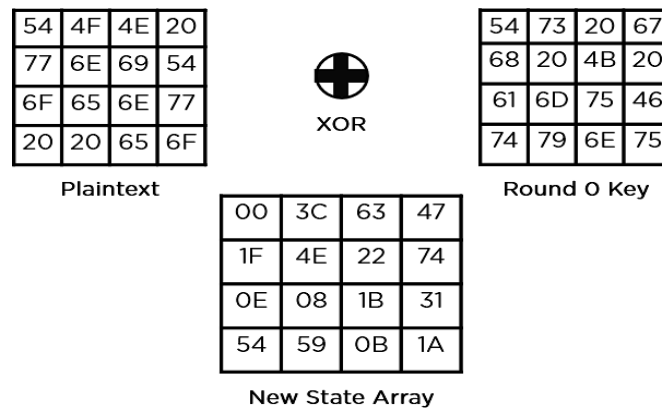 54 4F 4E 20
77 6E 69 54
6F 65 6E 77
20 20 65 6F
Plaintext
XOR
54 73 20 67
68 20 4B 20
61 6D 75 46
74 79 6E 75
Round 0 Key
00 3C 63 47
1F 4E 22 74
0E 08 1B 31
54 59 0B 1A
New State Array